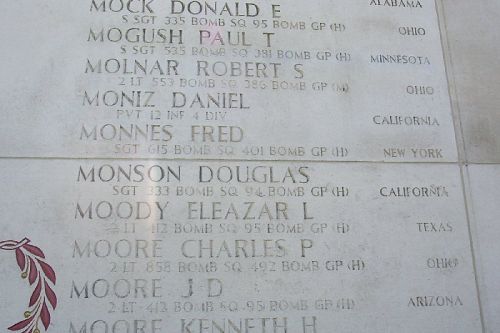 MOCK DONALD E ALABAMA
S SGT 335 BOMB SQ 95 BOMB GP (H)
MOGUSH PAUL T OHIO
S SGT 535 BOMB SQ 381 BOMB GP (H)
MOLNAR ROBERT S MINNESOTA
2 LT 553 BOMB SQ 386 BOMB GP (M)
MONIZ DANIEL OHIO
PVT 12 INF 4 DIV
MONNES FRED CALIFORNIA
SGT 615 BOMB SQ 401 BOMB GP (H) NEW YORK
MONSON DOUGLAS
SGT 333 BOMB SQ 94 BOMB GP (H) CALIFORNIA
MOODY ELEAZAR L
2 LT 412 BOMB SQ 95 BOMB GP (H) TEXAS
MOORE CHARLES P
2 LT 858 BOMB SQ 492 BOMB GP (H) OHIO
MOORE J D
2 LT 412 BOMB SQ 95 BOMB GP (H) ARIZONA
MOORE KENNETH H